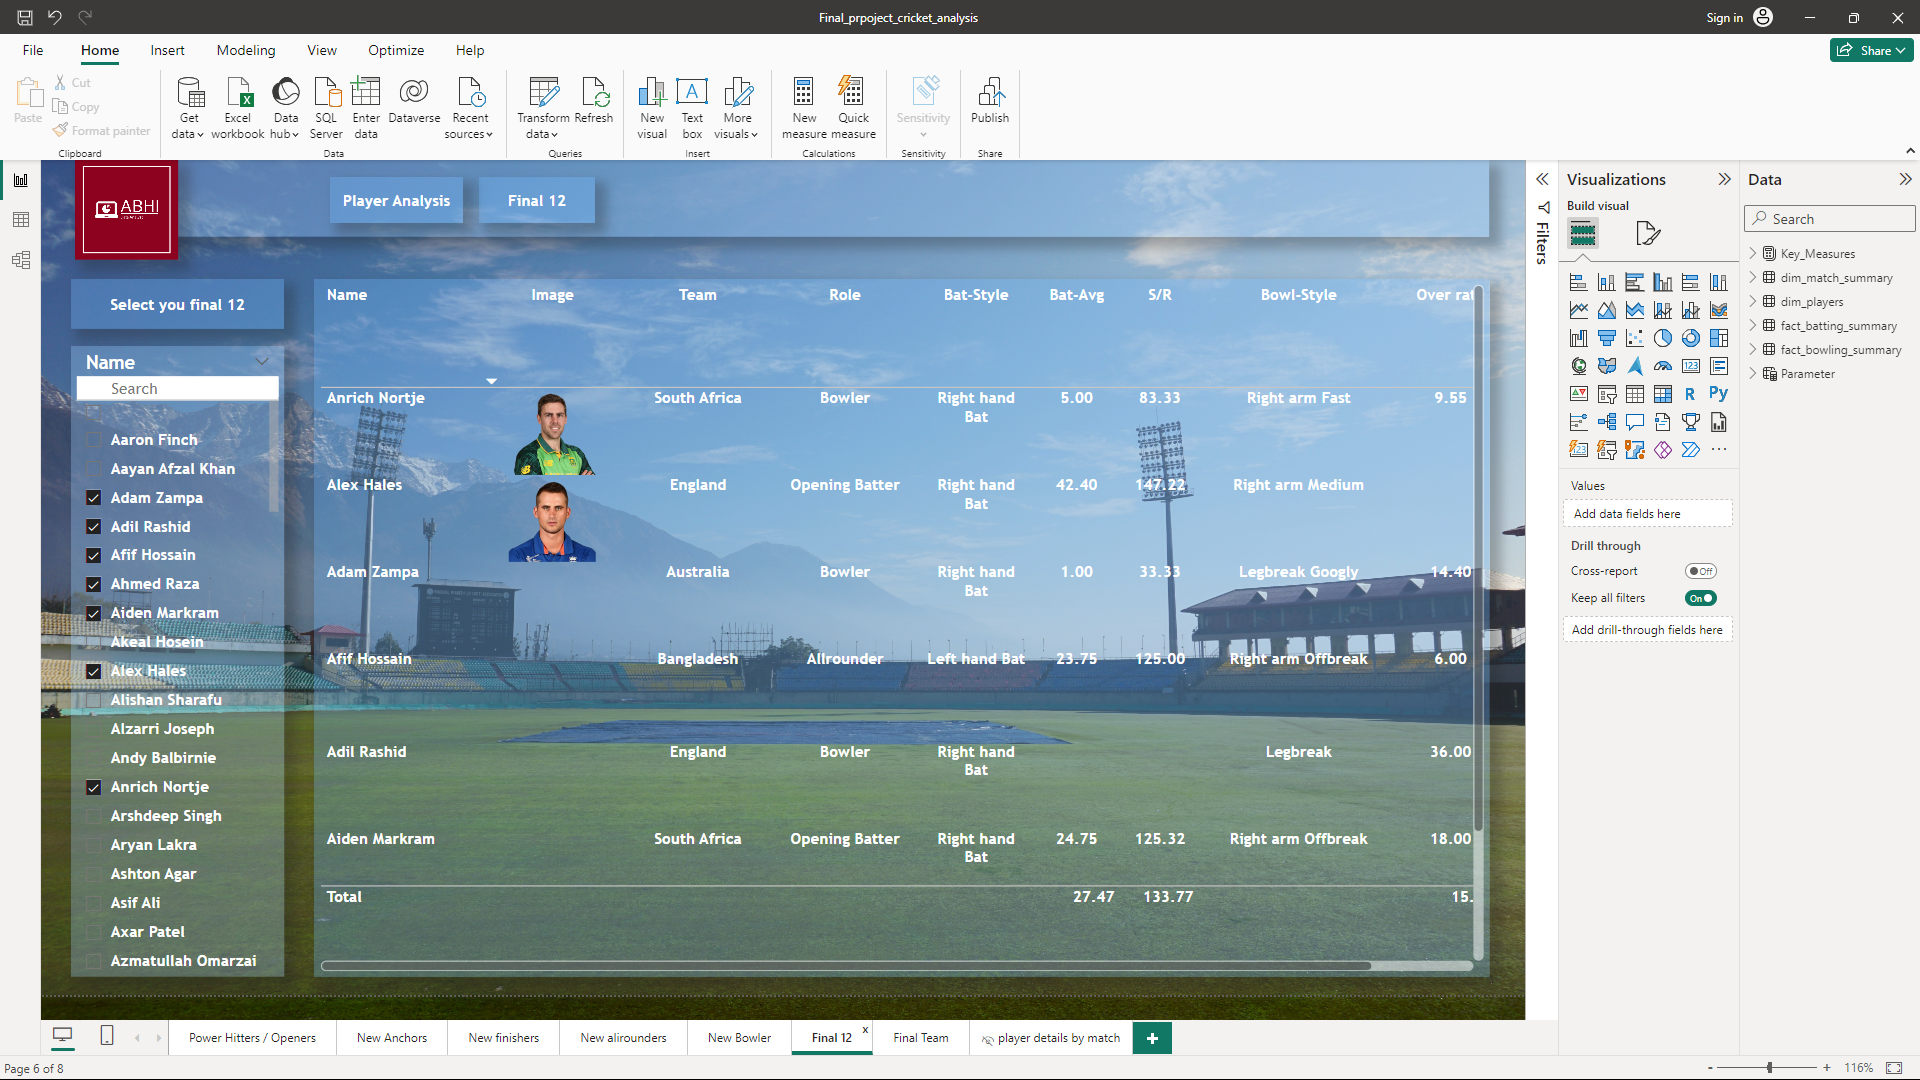 Final_prpoject_cricket_analysis
Sign in
File
Home
Insert
Modeling
View
Optimize
Help
Share
Paste
Cut
Copy
Format painter
Clipboard
Get data
Excel workbook
Data hub
SQL Server
Enter data
Dataverse
Recent sources
Data
Transform data
Refresh
Queries
New visual
Text box
More visuals
Insert
New measure
Quick measure
Calculations
Sensitivity
Sensitivity
Publish
Share
ABHI
Player Analysis
Final 12
Select you final 12
Name
Search
Aaron Finch
Aayan Afzal Khan
Adam Zampa
Adil Rashid
Afif Hossain
Ahmed Raza
Aiden Markram
Akeal Hosein
Alex Hales
Alishan Sharafu
Alzarri Joseph
Andy Balbirnie
Anrich Nortje
Arshdeep Singh
Aryan Lakra
Ashton Agar
Asif Ali
Axar Patel
Azmatullah Omarzai
Name Image Team Role Bat-Style Bat-Avg S/R Bowl-Style Over rat
Anrich Nortje South Africa Bowler Right hand Bat 5.00 83.33 Right arm Fast 9.55
Alex Hales England Opening Batter Right hand Bat 42.40 147.22 Right arm Medium
Adam Zampa Australia Bowler Right hand Bat 1.00 33.33 Legbreak Googly 14.40
Afif Hossain Bangladesh Allrounder Left hand Bat 23.75 125.00 Right arm Offbreak 6.00
Adil Rashid England Bowler Right hand Bat Legbreak 36.00
Aiden Markram South Africa Opening Batter Right hand Bat 24.75 125.32 Right arm Offbreak 18.00
Total 27.47 133.77 15.
Filters
Visualizations
Build visual
R
Py
123
Values
Add data fields here
Drill through
Cross-report
Off
Keep all filters
On
Add drill-through fields here
Data
Search
Key_Measures
dim_match_summary
dim_players
fact_batting_summary
fact_bowling_summary
Parameter
Power Hitters / Openers
New Anchors
New finishers
New alirounders
New Bowler
Final 12
x
Final Team
player details by match
+
Page 6 of 8
- + 116%